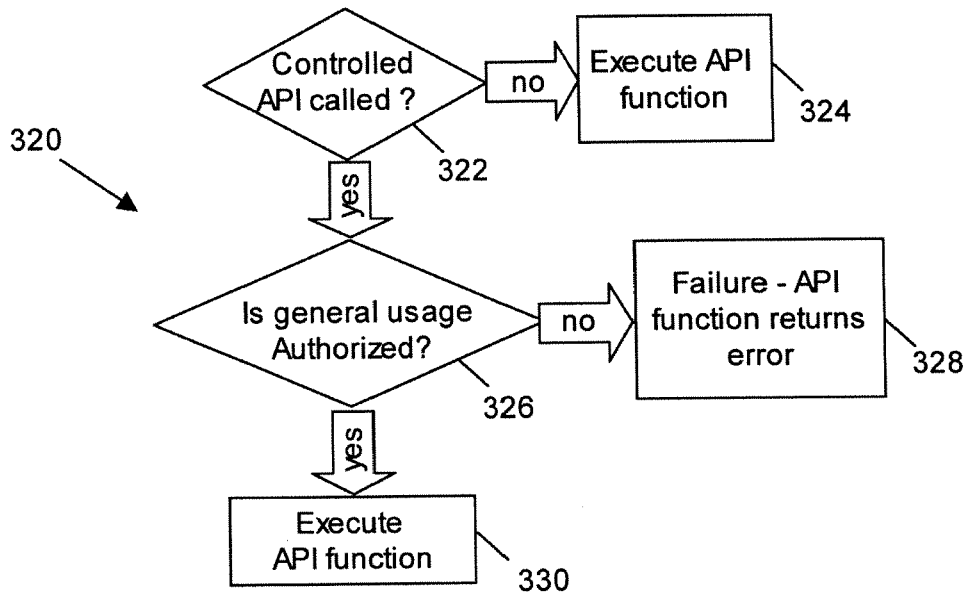 Controlled
API called ?
322
no
Execute API
function
324
320
yes
Is general usage
Authorized?
326
no
Failure - API
function returns
error
328
yes
Execute
API function
330